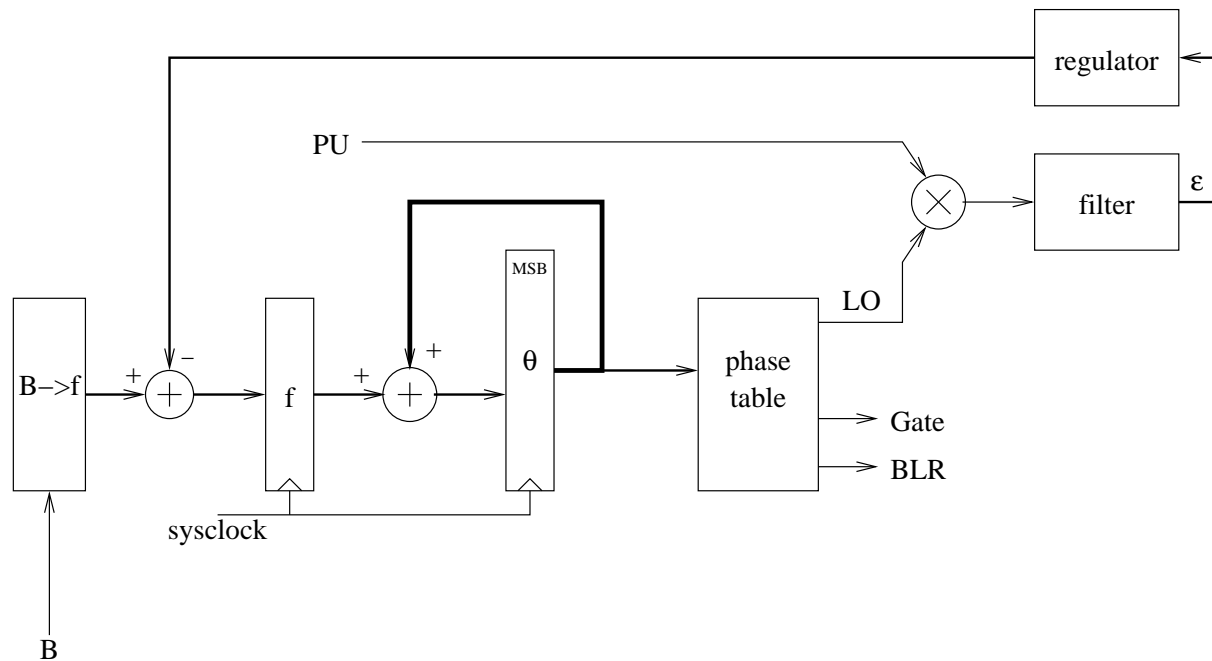 regulator
PU
ε
filter
MSB
LO
+
−
+
+
B−>f
+
f
+
θ
phase
table
Gate
BLR
sysclock
B